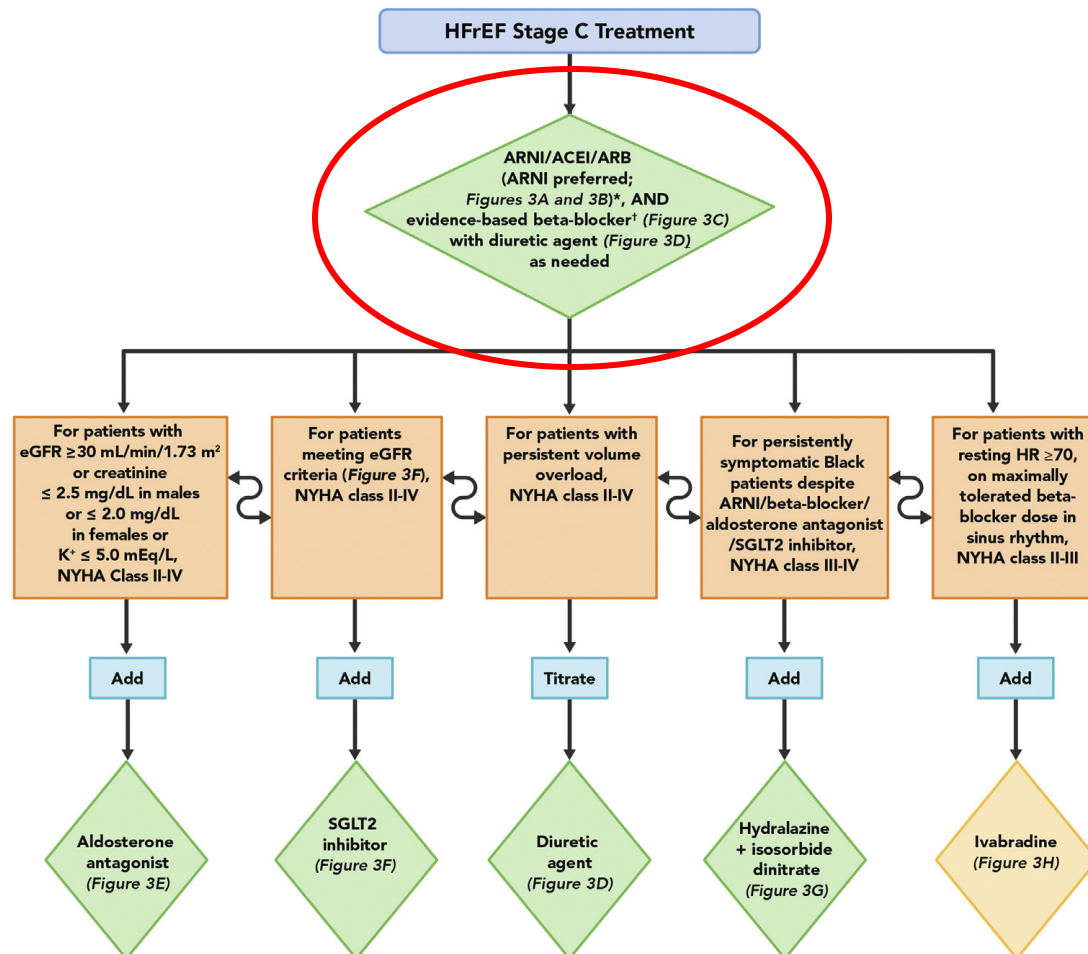 HFrEF Stage C Treatment
ARNI/ACEI/ARB
(ARNI preferred;
Figures 3A and 3B)*, AND
evidence-based beta-blocker† (Figure 3C)
with diuretic agent (Figure 3D)
as needed
For patients with
eGFR ≥30 mL/min/1.73 m²
or creatinine
≤ 2.5 mg/dL in males
or ≤ 2.0 mg/dL
in females or
K⁺ ≤ 5.0 mEq/L,
NYHA Class II-IV
For patients
meeting eGFR
criteria (Figure 3F),
NYHA class II-IV
For patients with
persistent volume
overload,
NYHA class II-IV
For persistently
symptomatic Black
patients despite
ARNI/beta-blocker/
aldosterone antagonist
/SGLT2 inhibitor,
NYHA class III-IV
For patients with
resting HR ≥70,
on maximally
tolerated beta-
blocker dose in
sinus rhythm,
NYHA class II-III
Add
Add
Titrate
Add
Add
Aldosterone
antagonist
(Figure 3E)
SGLT2
inhibitor
(Figure 3F)
Diuretic
agent
(Figure 3D)
Hydralazine
+ isosorbide
dinitrate
(Figure 3G)
Ivabradine
(Figure 3H)